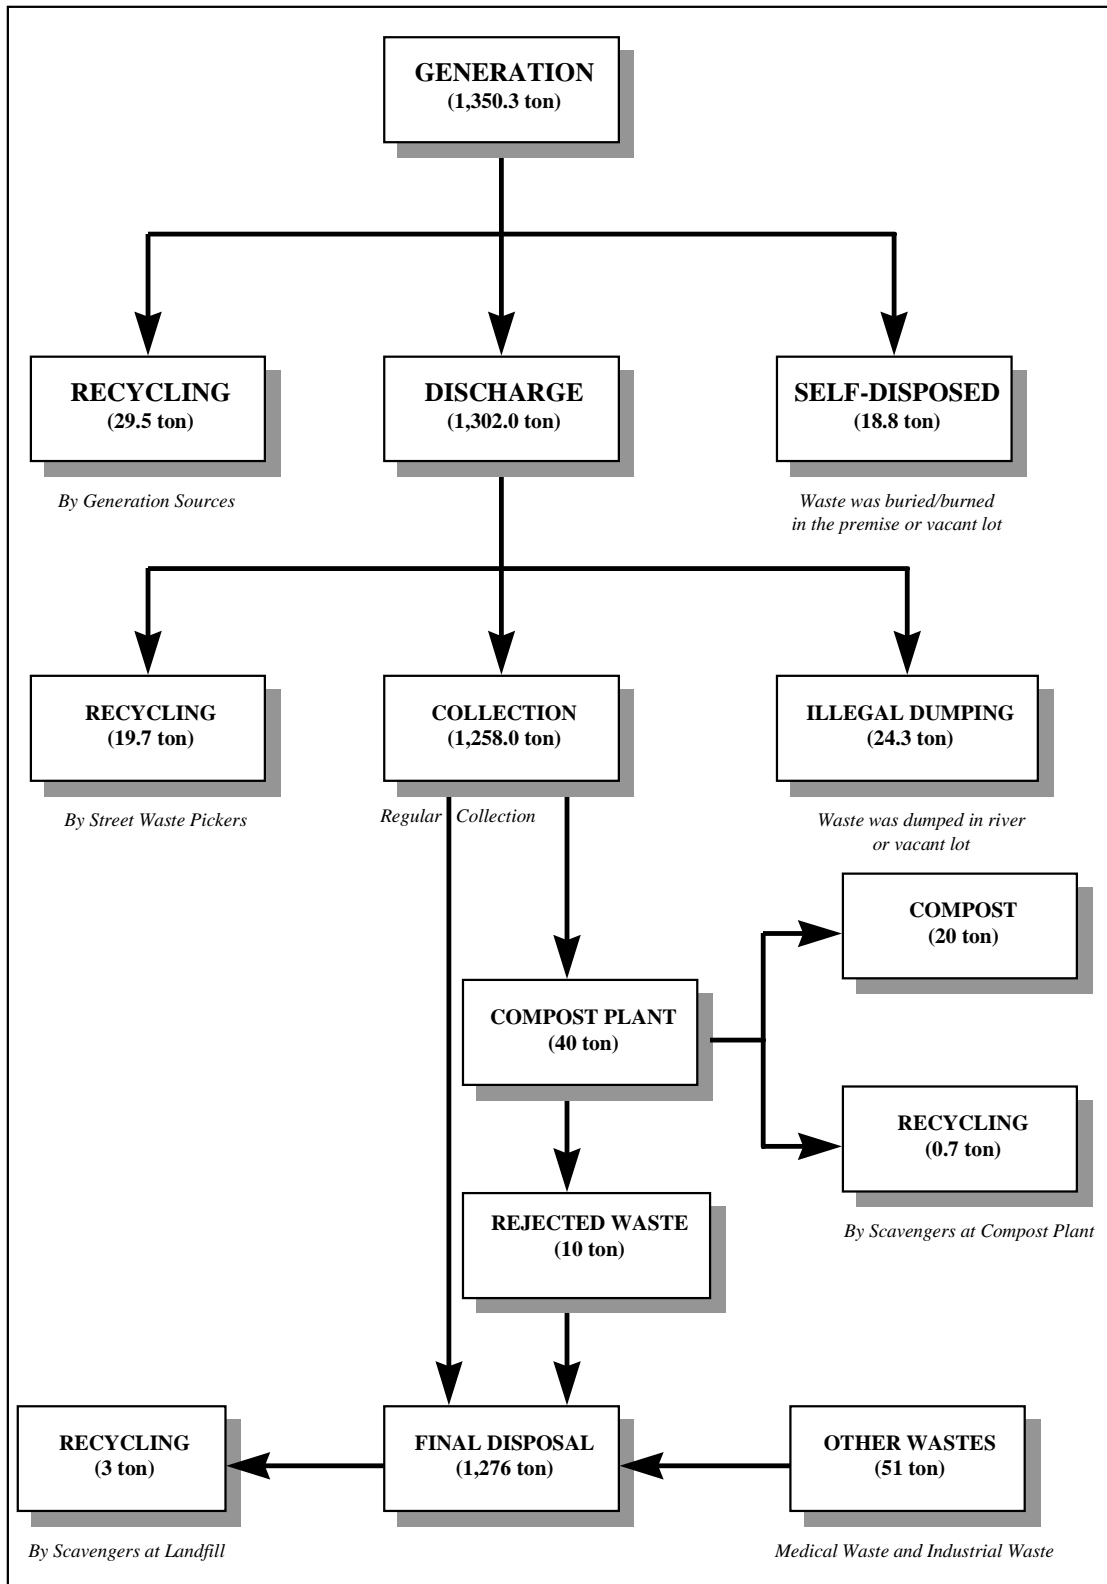 GENERATION
(1,350.3 ton)
RECYCLING
(29.5 ton)
By Generation Sources
DISCHARGE
(1,302.0 ton)
SELF-DISPOSED
(18.8 ton)
Waste was buried/burned
in the premise or vacant lot
RECYCLING
(19.7 ton)
By Street Waste Pickers
COLLECTION
(1,258.0 ton)
Regular Collection
ILLEGAL DUMPING
(24.3 ton)
Waste was dumped in river
or vacant lot
COMPOST
(20 ton)
COMPOST PLANT
(40 ton)
RECYCLING
(0.7 ton)
By Scavengers at Compost Plant
REJECTED WASTE
(10 ton)
RECYCLING
(3 ton)
By Scavengers at Landfill
FINAL DISPOSAL
(1,276 ton)
OTHER WASTES
(51 ton)
Medical Waste and Industrial Waste